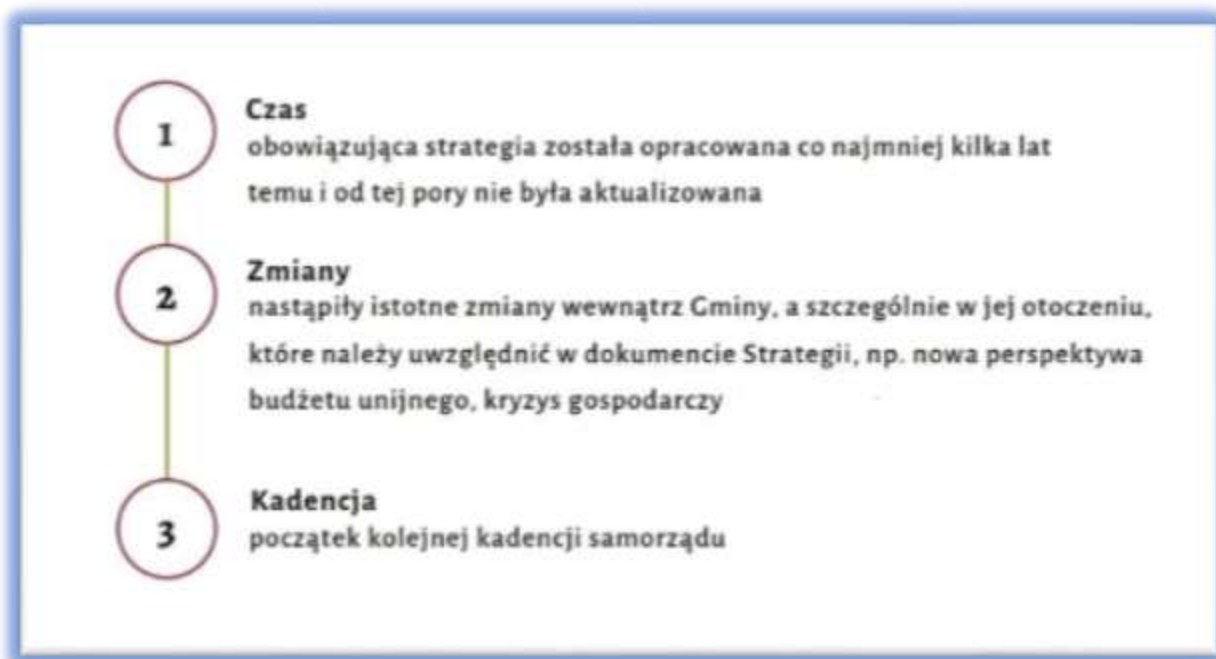 1
Czas
obowiązująca strategia została opracowana co najmniej kilka lat
temu i od tej pory nie była aktualizowana
2
Zmiany
nastąpiły istotne zmiany wewnątrz Gminy, a szczególnie w jej otoczeniu,
które należy uwzględnić w dokumencie Strategii, np. nowa perspektywa
budżetu unijnego, kryzys gospodarczy
3
Kadencja
początek kolejnej kadencji samorządu